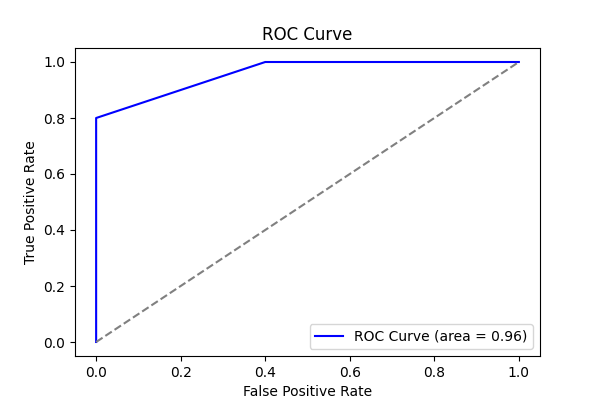 ROC Curve
1.0
0.8
0.6
0.4
0.2
0.0
True Positive Rate
ROC Curve (area = 0.96)
0.0 0.2 0.4 0.6 0.8 1.0
False Positive Rate